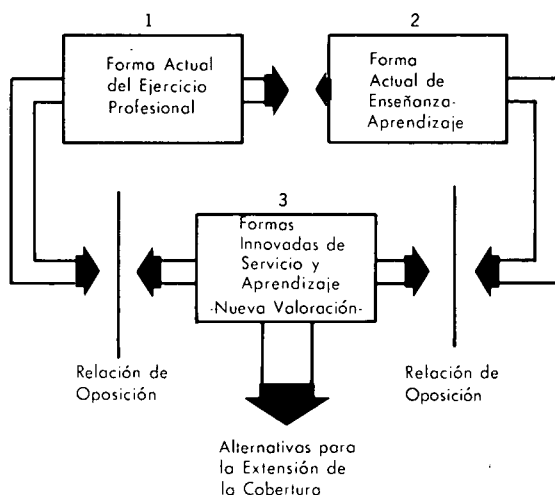 1
Forma Actual
del Ejercicio
Profesional
2
Forma
Actual de
Enseñanza-
Aprendizaje
3
Formas
Innovadas de
Servicio y
Aprendizaje
-Nueva Valoración-
Relación de
Oposición
Relación de
Oposición
Alternativas para
la Extensión de
la Cobertura